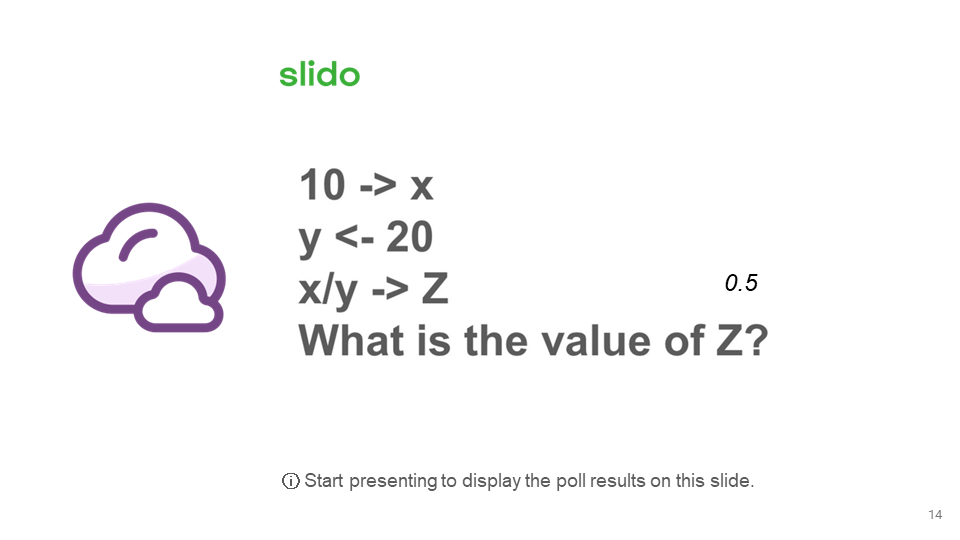 slido
10 -> x
y <- 20
x/y -> Z
0.5
What is the value of Z?
ⓘ Start presenting to display the poll results on this slide.
14